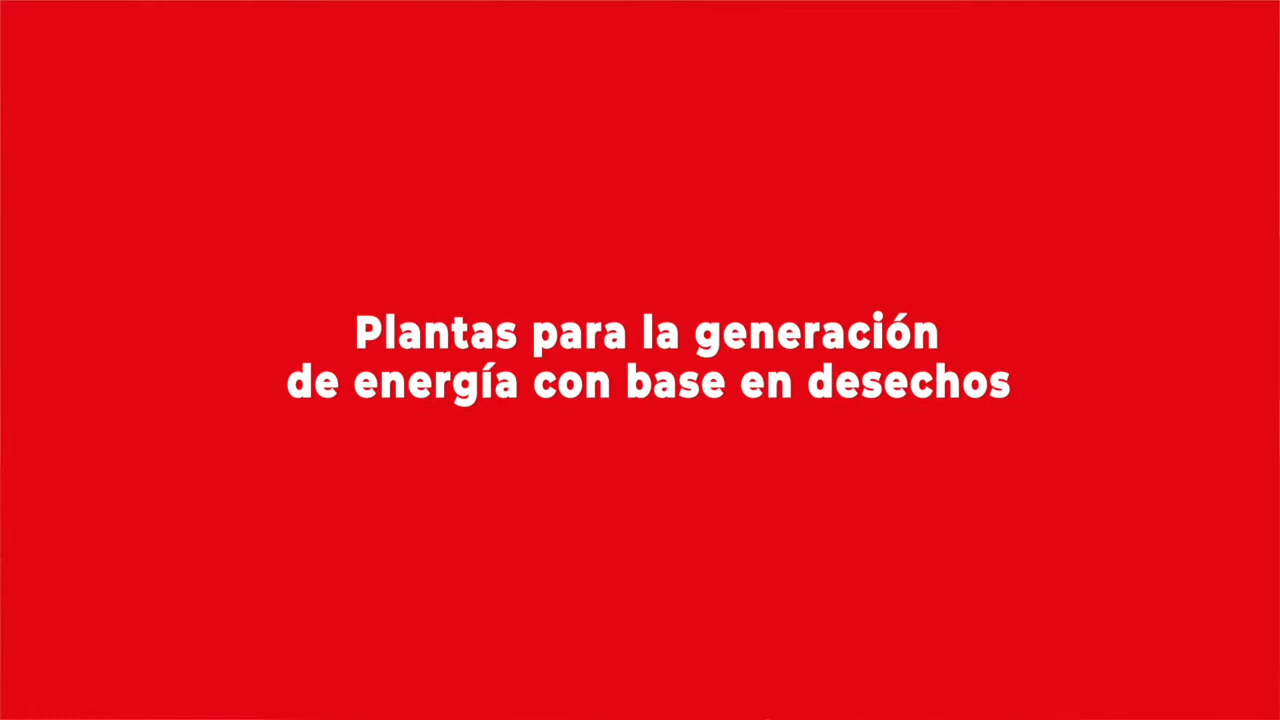 Plantas para la generación
de energía con base en desechos